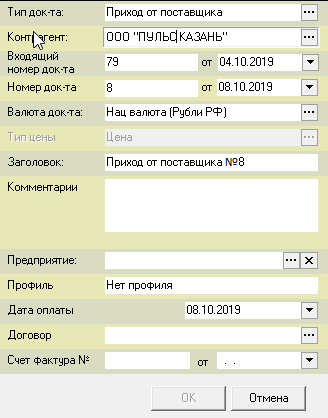 Тип док-та: Приход от поставщика ...
Контрагент: ООО "ПУЛЬС КАЗАНЬ" ...
Входящий
номер док-та 79 от 04.10.2019
Номер док-та 8 от 08.10.2019
Валюта док-та: Нац валюта (Рубли РФ) ...
Тип цены Цена ...
Заголовок: Приход от поставщика №8
Комментарии
Предприятие: ... X
Профиль Нет профиля
Дата оплаты 08.10.2019
Договор ...
Счет фактура № от . .
OK Отмена